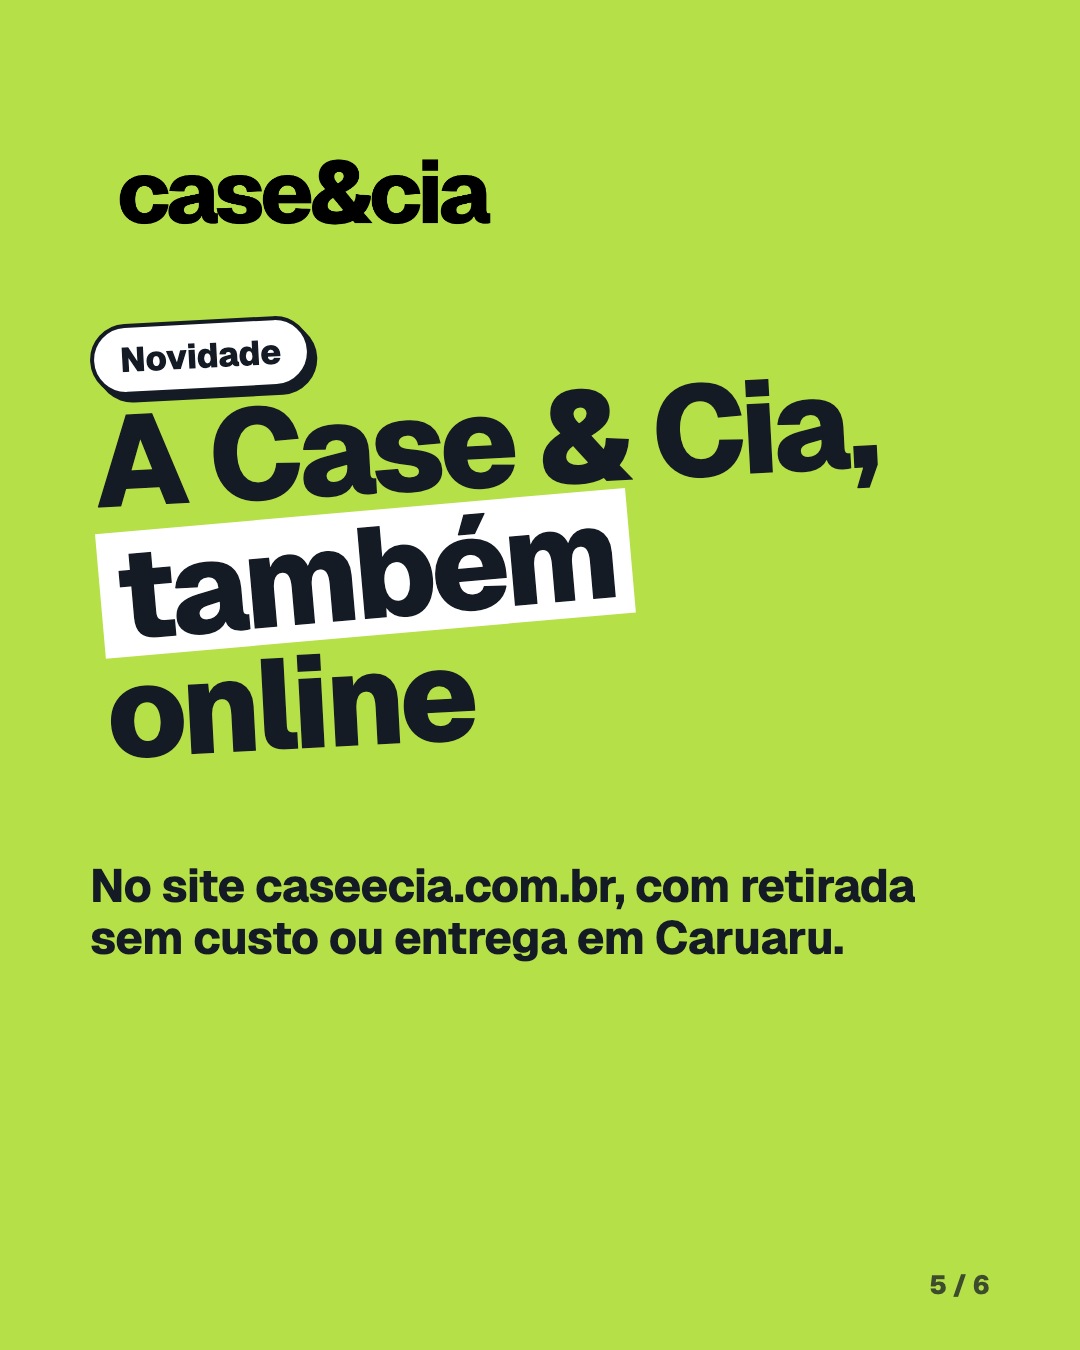 case&cia
Novidade
A Case & Cia,
também
online
No site caseecia.com.br, com retirada
sem custo ou entrega em Caruaru.
5 / 6